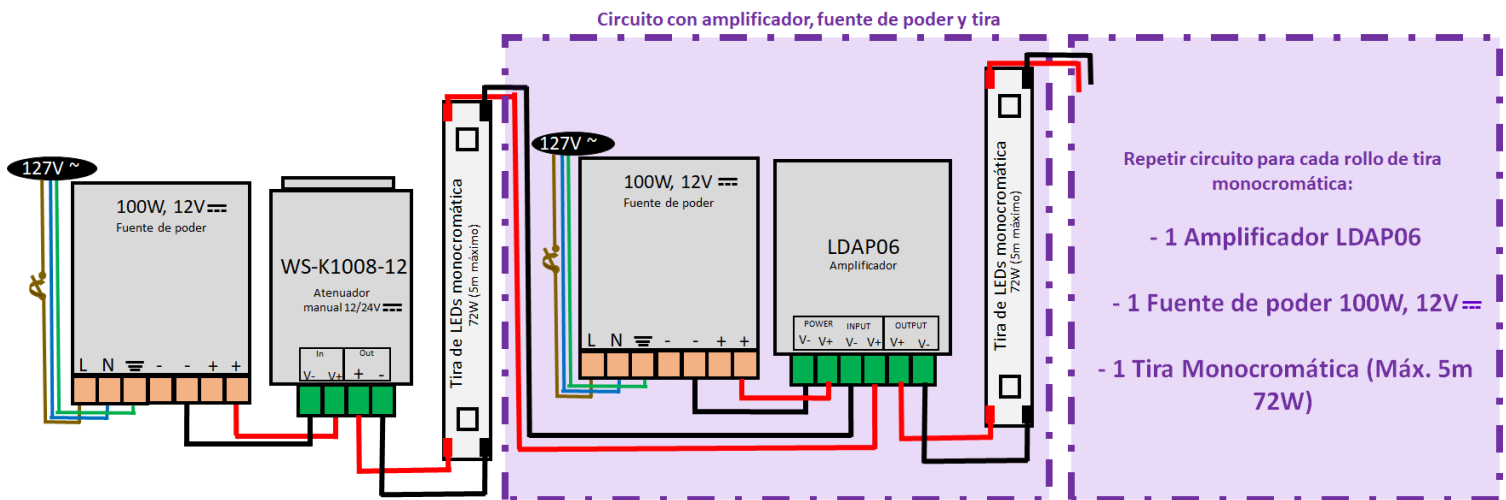 Circuito con amplificador, fuente de poder y tira
127V ~
100W, 12V
Fuente de poder
L N - - + +
WS-K1008-12
Atenuador
manual 12/24V
In Out
V- V+ + -
Tira de LEDs monocromática
72W (5m máximo)
127V ~
100W, 12V
Fuente de poder
L N - - + +
LDAP06
Amplificador
POWER INPUT OUTPUT
V- V+ V- V+ V+ V-
Tira de LEDs monocromática
72W (5m máximo)
Repetir circuito para cada rollo de tira
monocromática:
- 1 Amplificador LDAP06
- 1 Fuente de poder 100W, 12V
- 1 Tira Monocromática (Máx. 5m
72W)